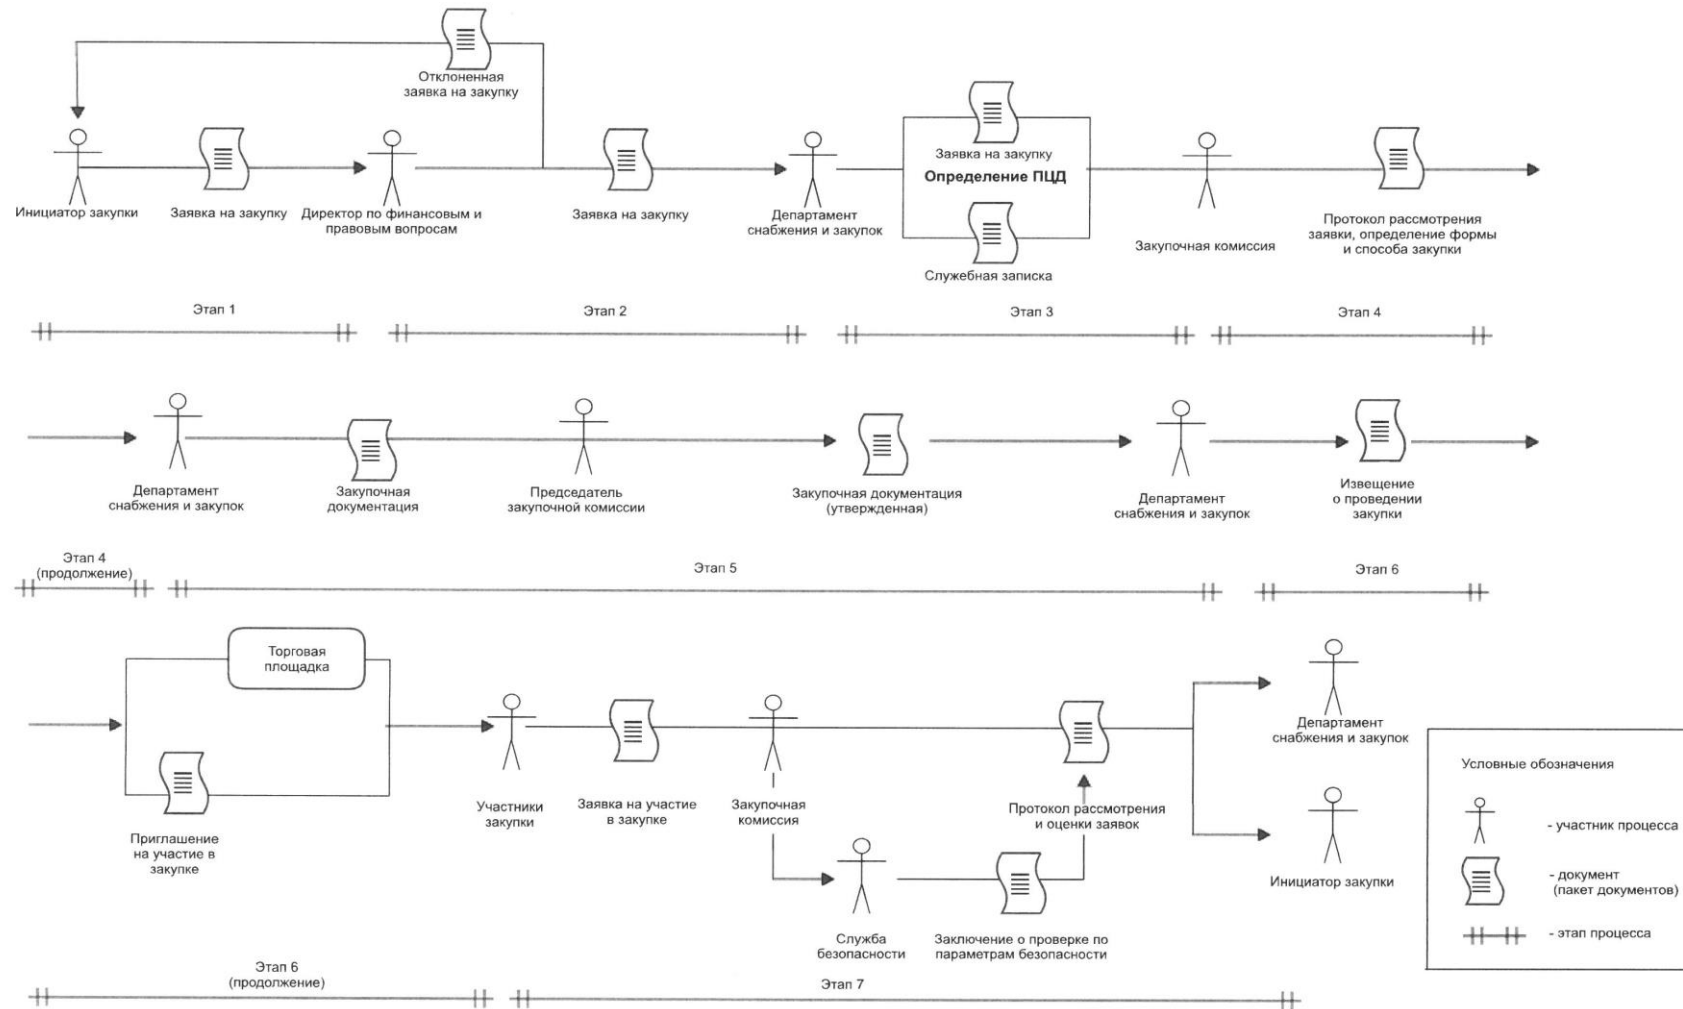 Отклоненная
заявка на закупку
Инициатор закупки
Заявка на закупку
Директор по финансовым и
правовым вопросам
Заявка на закупку
Департамент
снабжения и закупок
Заявка на закупку
Определение ПЦД
Служебная записка
Закупочная комиссия
Протокол рассмотрения
заявки, определение формы
и способа закупки
Этап 1
Этап 2
Этап 3
Этап 4
Департамент
снабжения и закупок
Закупочная
документация
Председатель
закупочной комиссии
Закупочная документация
(утвержденная)
Департамент
снабжения и закупок
Извещение
о проведении
закупки
Этап 4
(продолжение)
Этап 5
Этап 6
Торговая
площадка
Приглашение
на участие в
закупке
Участники
закупки
Заявка на участие
в закупке
Закупочная
комиссия
Протокол рассмотрения
и оценки заявок
Департамент
снабжения и закупок
Инициатор закупки
Служба
безопасности
Заключение о проверке по
параметрам безопасности
Этап 6
(продолжение)
Этап 7
Условные обозначения
- участник процесса
- документ
(пакет документов)
- этап процесса